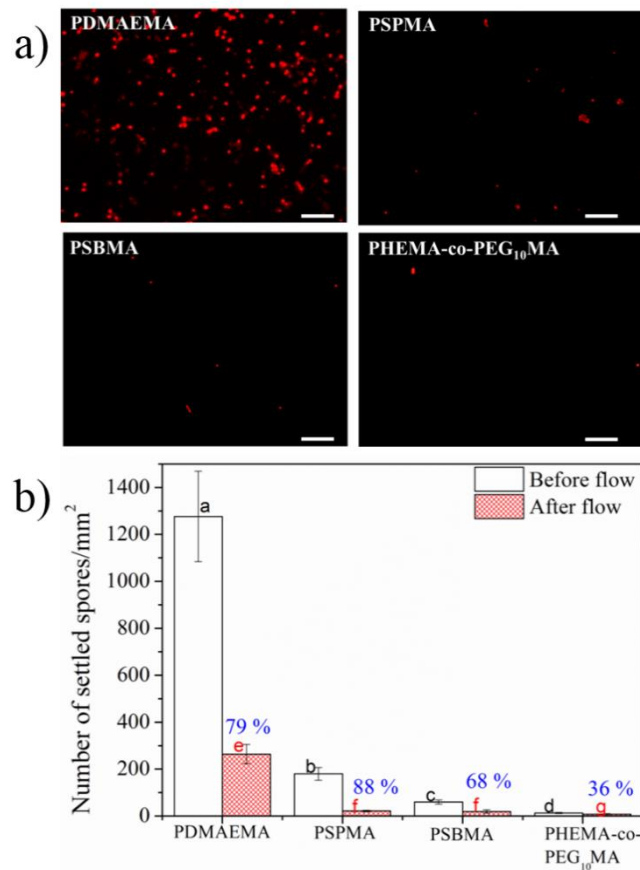 a)
PDMAEMA
PSPMA
PSBMA
PHEMA-co-PEG₁₀MA
b)
Number of settled spores/mm²
1400
1200
1000
800
600
400
200
0
Before flow
After flow
a
79 %
e
b
88 %
f
c
68 %
f
d
36 %
g
PDMAEMA
PSPMA
PSBMA
PHEMA-co-
PEG₁₀MA